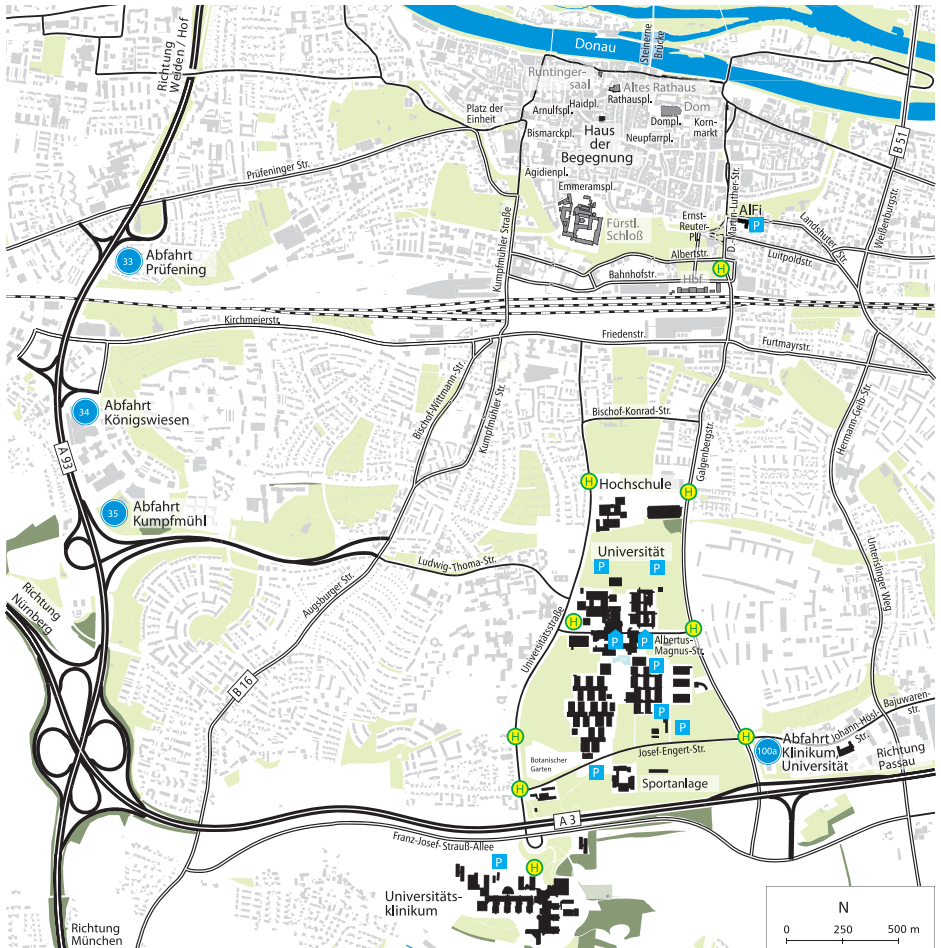 Richtung
Weiden / Hof
Donau
Steinerne
Brücke
Runtinger-
saal
Altes Rathaus
Rathauspl.
Haidpl.
Arnulfspl.
Dom
Dompl.
Korn-
markt
Platz der
Einheit
Bismarckpl.
Haus
der
Begegnung
Neupfarrpl.
B 51
Prüfeninger Str.
Ägidienpl.
Emmeramspl.
Kumpfmühler Straße
Fürstl.
Schloß
Ernst-
Reuter-
Pl.
D.-Martin-Luther-Str.
AlFi
P
Landshuter Str.
Weißenburgstr.
Luitpoldstr.
33
Abfahrt
Prüfening
Albertstr.
Bahnhofstr.
H
Hbf
Kirchmeierstr.
Friedenstr.
Furtmayrstr.
34
Abfahrt
Königswiesen
Bischof-Wittmann-Str.
Kumpfmühler Str.
Bischof-Konrad-Str.
Galgenbergstr.
Hermann-Geib-Str.
A 93
H
Hochschule
H
35
Abfahrt
Kumpfmühl
Universität
P
P
Ludwig-Thoma-Str.
Augsburger Str.
Unterislinger Weg
Richtung
Nürnberg
Universitätsstraße
H
H
P
P
Albertus-
Magnus-Str.
P
B 16
P
P
H
Josef-Engert-Str.
H
100a
Abfahrt
Klinikum
Universität
Johann-Hösl-
Str.
Bajuwaren-
str.
Richtung
Passau
Botanischer
Garten
P
Sportanlage
H
A 3
Franz-Josef-Strauß-Allee
P
H
Universitäts-
klinikum
Richtung
München
N
0
250
500 m